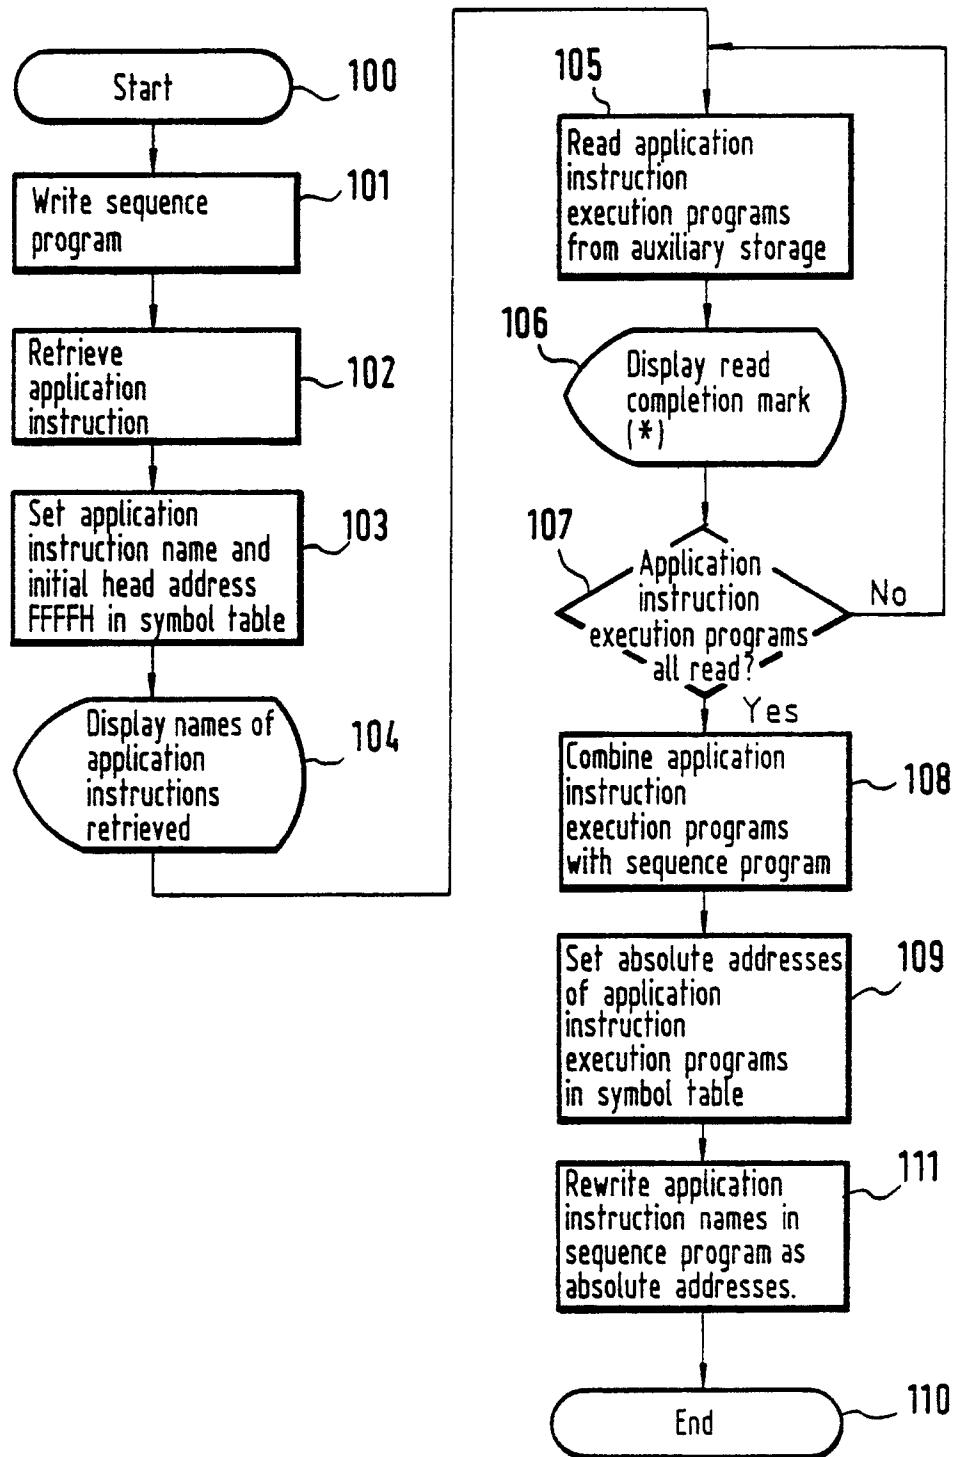 Start
100
Write sequence
program
101
Retrieve
application
instruction
102
Set application
instruction name and
initial head address
FFFFH in symbol table
103
Display names of
application
instructions
retrieved
104
105
Read application
instruction
execution programs
from auxiliary storage
106
Display read
completion mark
(*)
107
Application
instruction
execution programs
all read?
No
Yes
Combine application
instruction
execution programs
with sequence program
108
Set absolute addresses
of application
instruction
execution programs
in symbol table
109
Rewrite application
instruction names in
sequence program as
absolute addresses.
111
End
110